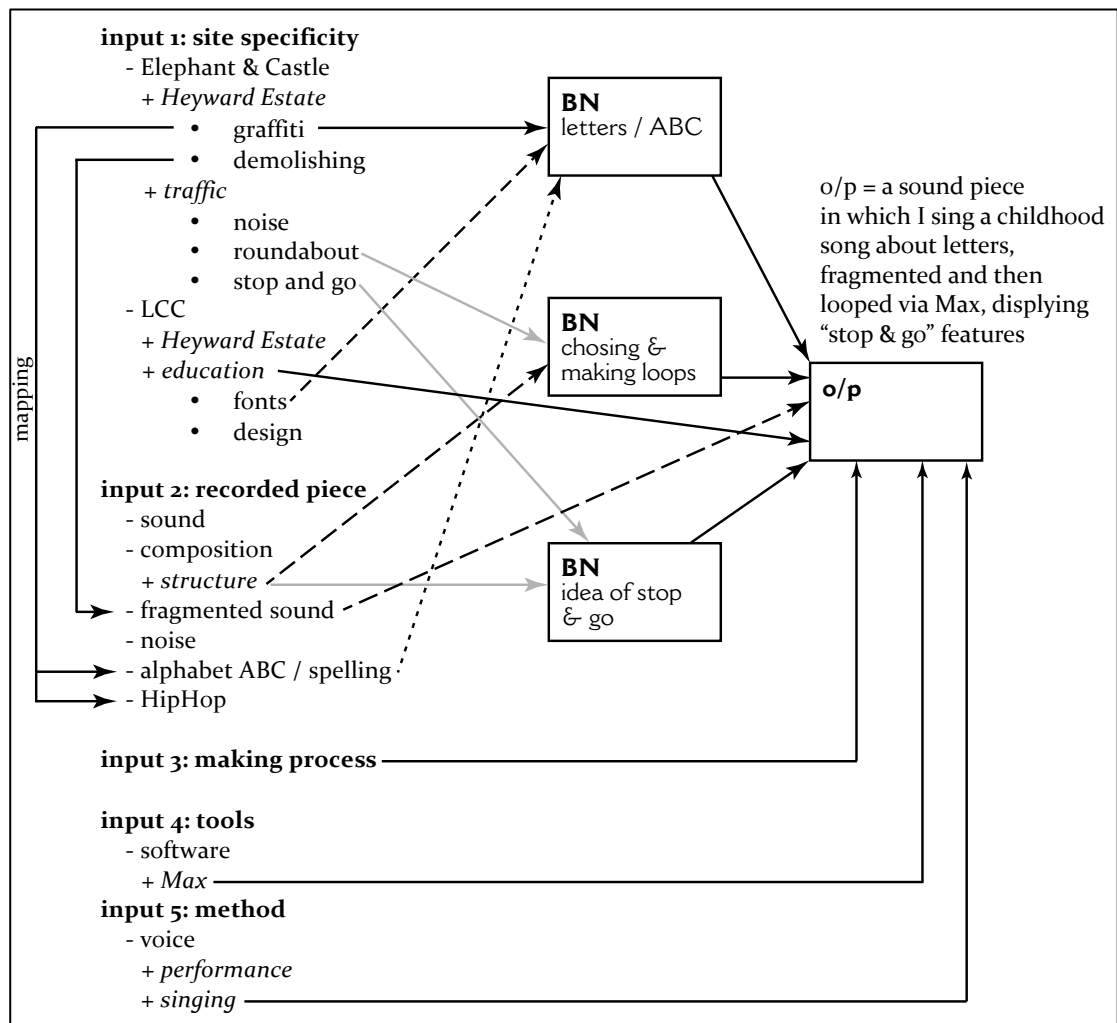 input 1: site specificity
- Elephant & Castle
+ Heyward Estate
• graffiti
• demolishing
+ traffic
• noise
• roundabout
• stop and go
- LCC
+ Heyward Estate
+ education
• fonts
• design
input 2: recorded piece
- sound
- composition
+ structure
- fragmented sound
- noise
- alphabet ABC / spelling
- HipHop
input 3: making process
input 4: tools
- software
+ Max
input 5: method
- voice
+ performance
+ singing
mapping
BN
letters / ABC
BN
chosing &
making loops
BN
idea of stop
& go
o/p = a sound piece
in which I sing a childhood
song about letters,
fragmented and then
looped via Max, displying
“stop & go” features
o/p